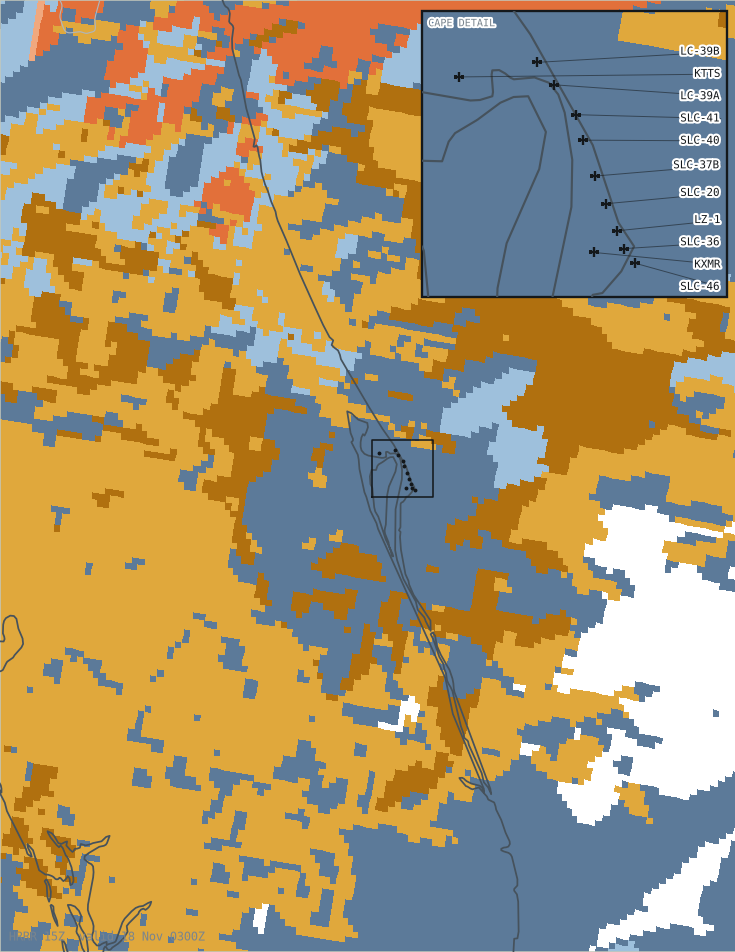 CAPE DETAIL
LC-39B
KTTS
LC-39A
SLC-41
SLC-40
SLC-37B
SLC-20
LZ-1
SLC-36
KXMR
SLC-46
28 Nov 0300Z